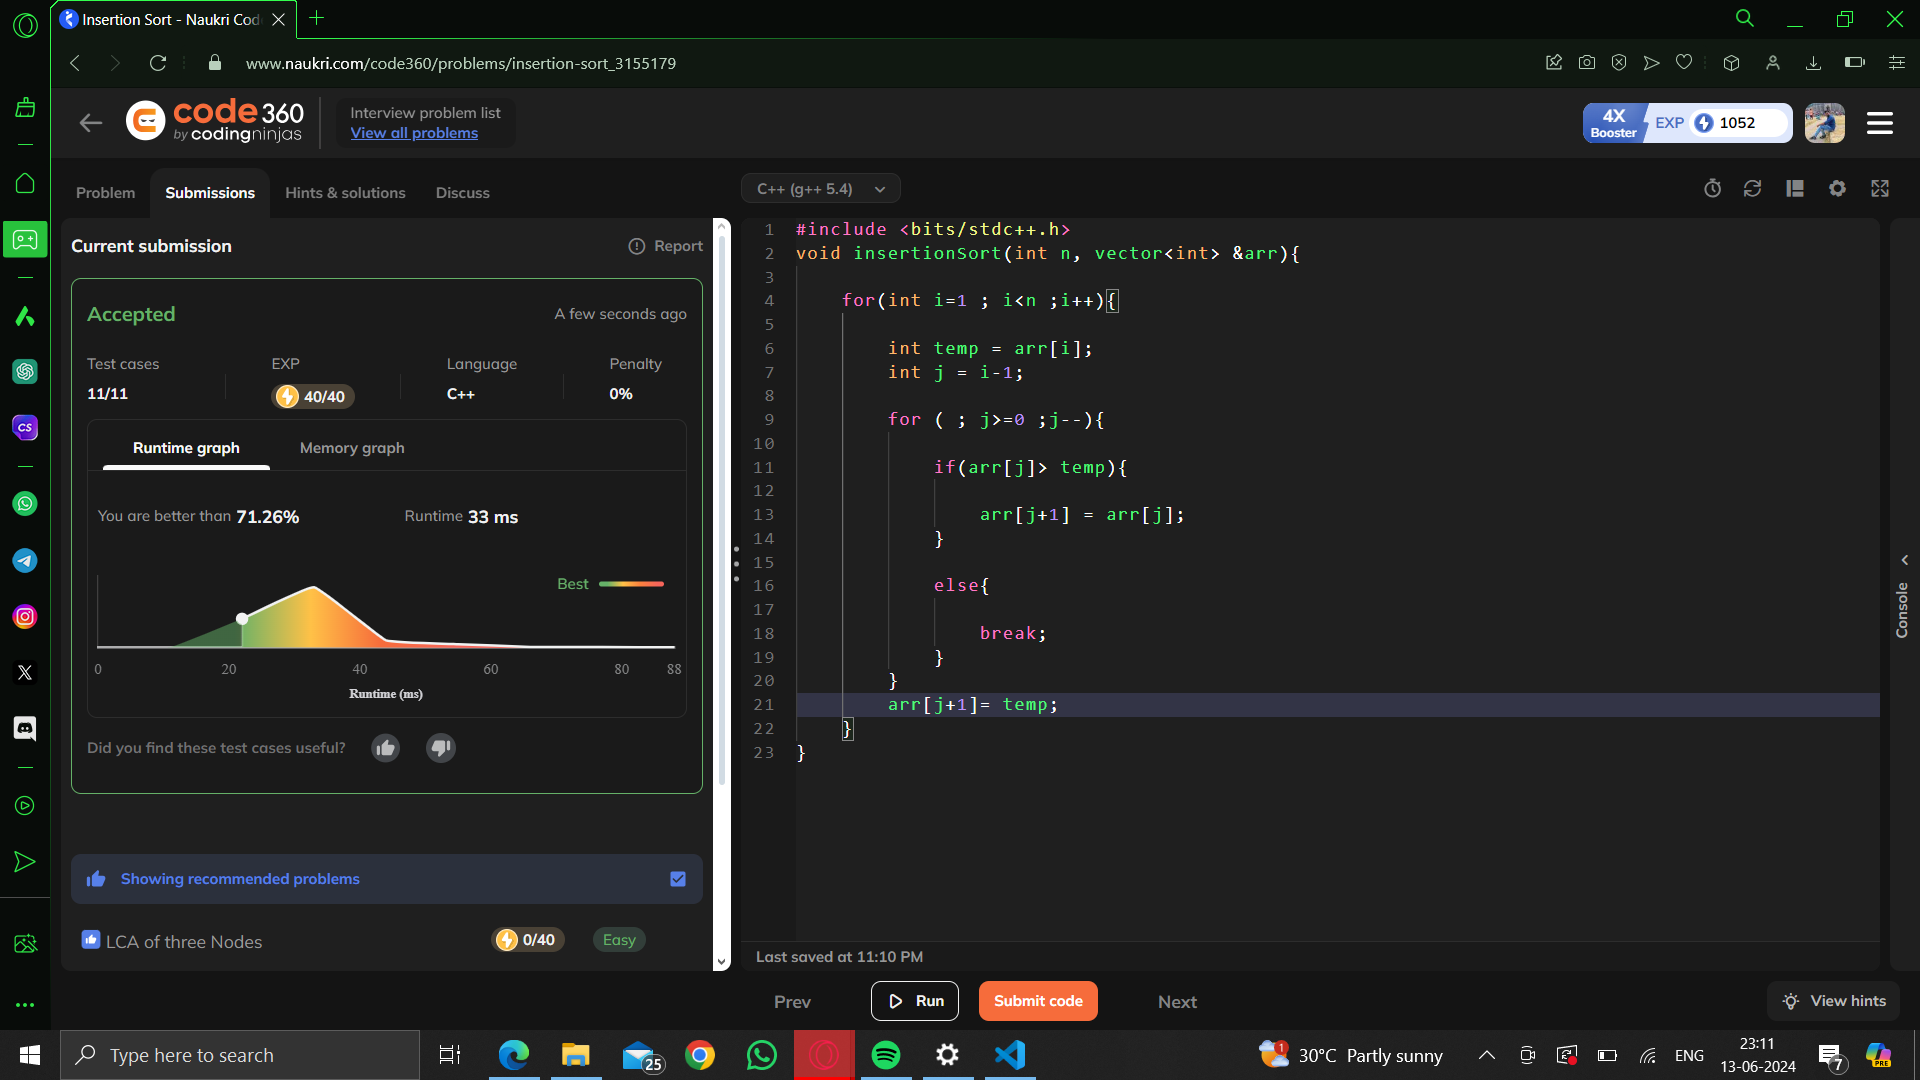 Insertion Sort - Naukri Cod
www.naukri.com/code360/problems/insertion-sort_3155179
code 360
by codingninjas
Interview problem list
View all problems
4X
Booster
EXP 1052
Problem Submissions Hints & solutions Discuss
C++ (g++ 5.4)
Current submission
Report
Accepted
A few seconds ago
Test cases EXP Language Penalty
11/11 40/40 C++ 0%
Runtime graph Memory graph
You are better than 71.26% Runtime 33 ms
Best
0 20 40 60 80 88
Runtime (ms)
Did you find these test cases useful?
Showing recommended problems
LCA of three Nodes 0/40 Easy
1 #include <bits/stdc++.h>
2 void insertionSort(int n, vector<int> &arr){
3
4 for(int i=1 ; i<n ;i++){
5
6 int temp = arr[i];
7 int j = i-1;
8
9 for ( ; j>=0 ;j--){
10
11 if(arr[j]> temp){
12
13 arr[j+1] = arr[j];
14 }
15
16 else{
17
18 break;
19 }
20 }
21 arr[j+1]= temp;
22 }
23 }
Console
Last saved at 11:10 PM
Prev Run Submit code Next View hints
Type here to search
25
1
30°C Partly sunny
ENG
23:11
13-06-2024
7
PRE
CS